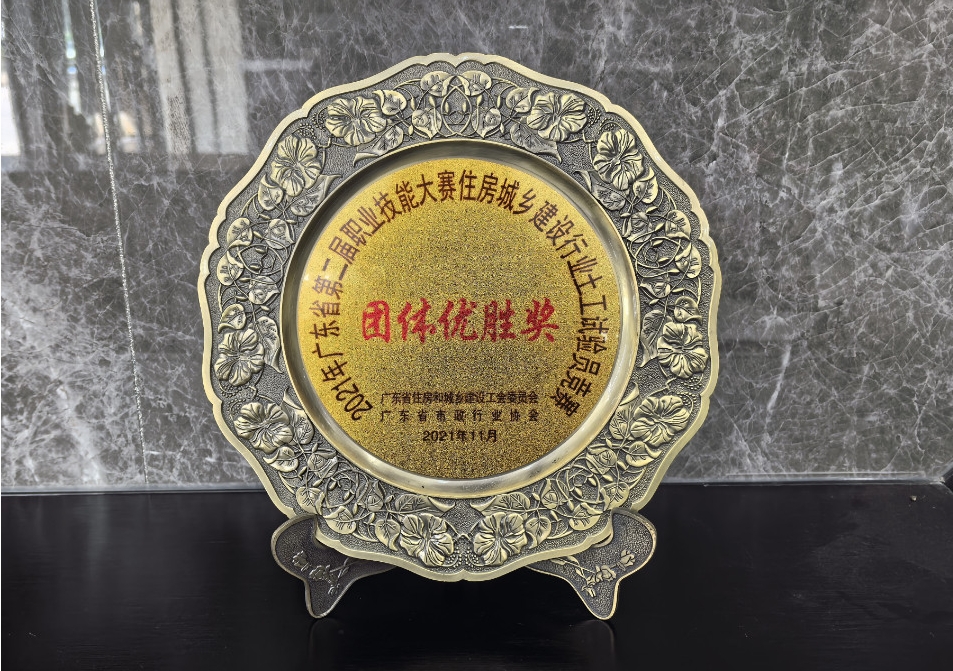 2021年广东省第二届职业技能大赛住房城乡建设行业土工试验员竞赛
团体优胜奖
广东省住房和城乡建设工会委员会
广东省市政行业协会
2021年11月